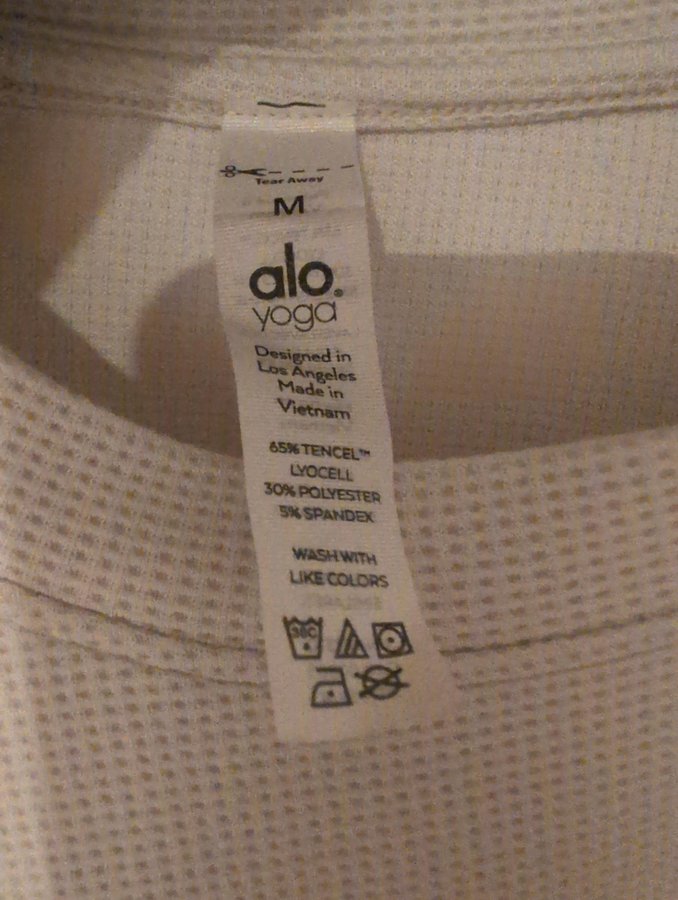 Tear Away
M
alo®
yoga
Designed in
Los Angeles
Made in
Vietnam
65% TENCEL™
LYOCELL
30% POLYESTER
5% SPANDEX
WASH WITH
LIKE COLORS
30C